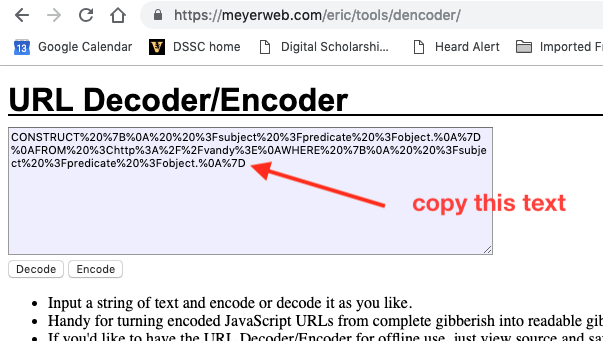 https://meyerweb.com/eric/tools/dencoder/
13 Google Calendar V DSSC home Digital Scholarshi... Heard Alert Imported F
URL Decoder/Encoder
CONSTRUCT%20%7B%0A%20%20%3Fsubject%20%3Fpredicate%20%3Fobject.%0A%7D
%0AFROM%20%3Chttp%3A%2F%2Fvandy%3E%0AWHERE%20%7B%0A%20%20%3Fsubje
ct%20%3Fpredicate%20%3Fobject.%0A%7D
copy this text
Decode Encode
• Input a string of text and encode or decode it as you like.
• Handy for turning encoded JavaScript URLs from complete gibberish into readable gib
• If you'd like to have the URL Decoder/Encoder for offline use, just view source and sa